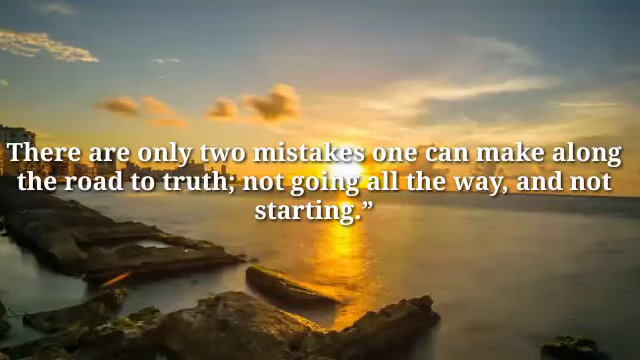 There are only two mistakes one can make along
the road to truth; not going all the way, and not
starting.”